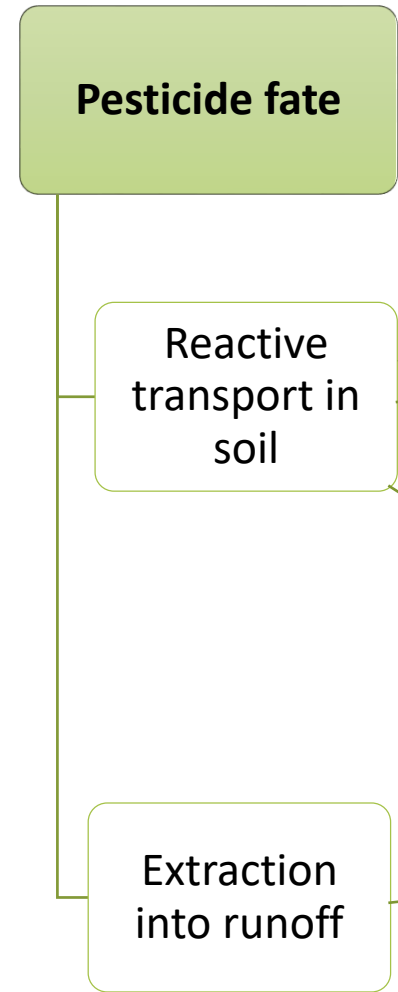 Pesticide fate
Reactive
transport in
soil
Extraction
into runoff